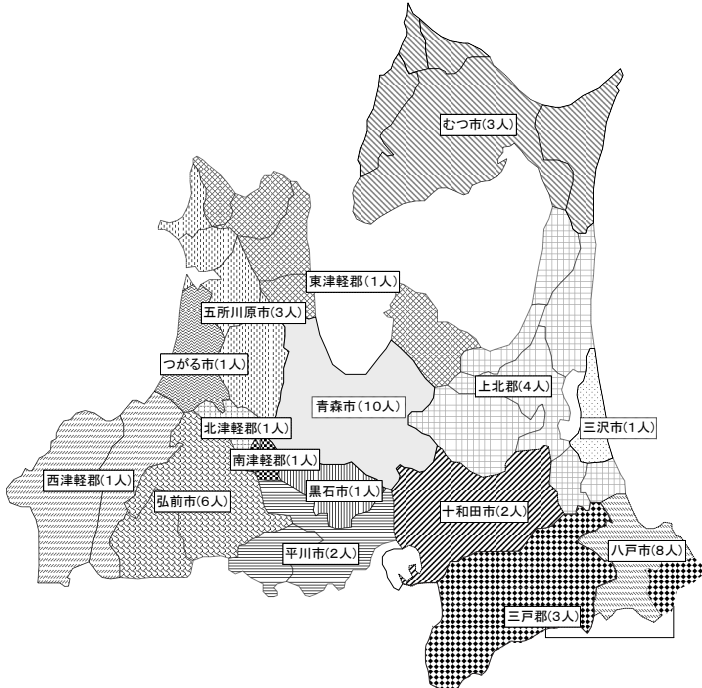 むつ市(3人)
東津軽郡(1人)
五所川原市(3人)
つがる市(1人)
上北郡(4人)
青森市(10人)
北津軽郡(1人)
三沢市(1人)
南津軽郡(1人)
西津軽郡(1人)
黒石市(1人)
弘前市(6人)
十和田市(2人)
平川市(2人)
八戸市(8人)
三戸郡(3人)